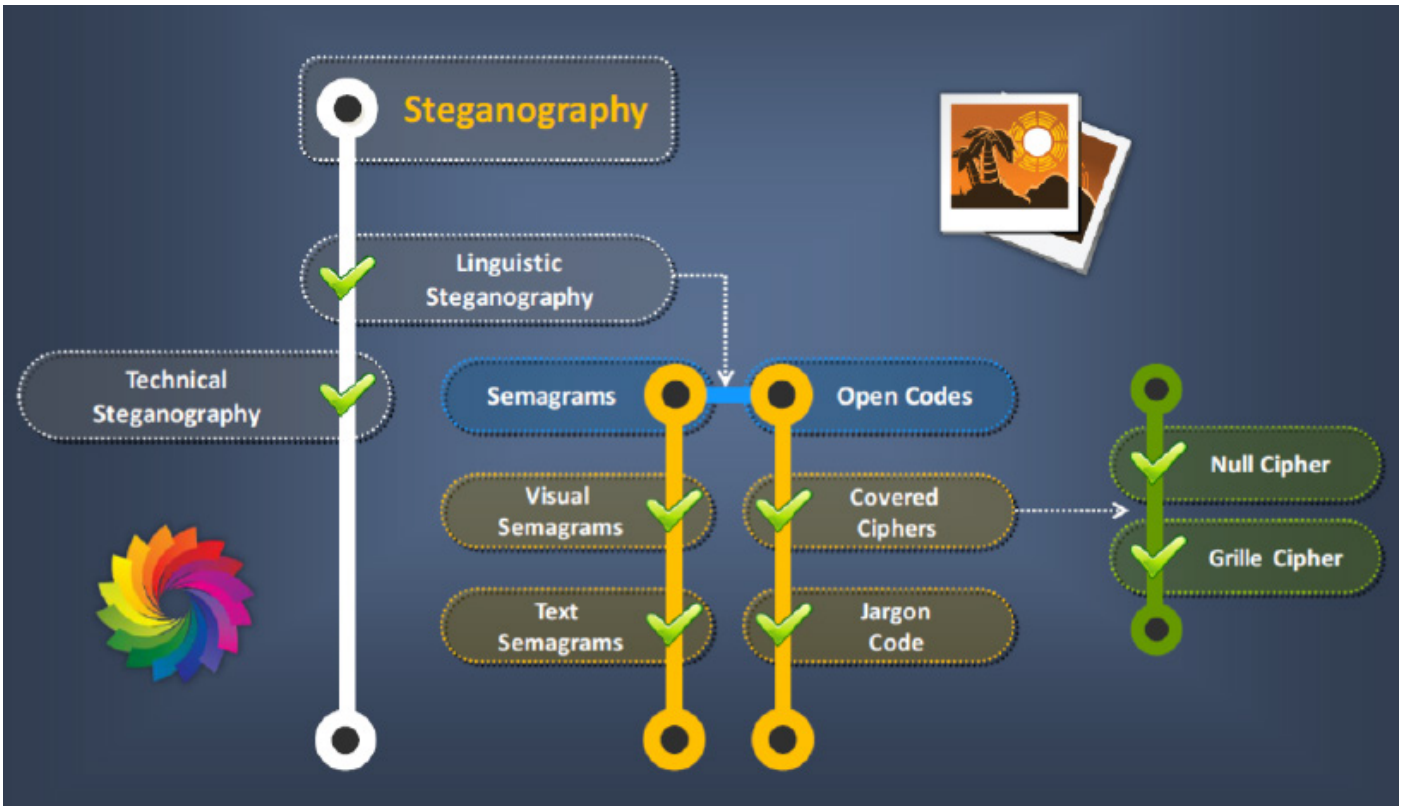 Steganography
Linguistic
Steganography
Technical
Steganography
Semagrams
Open Codes
Visual
Semagrams
Covered
Ciphers
Text
Semagrams
Jargon
Code
Null Cipher
Grille Cipher